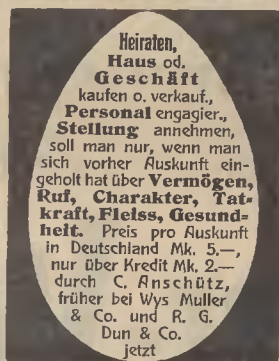 Heiraten,
Haus od.
Geschäft
kaufen o. verkauf.,
Personal engagier.,
Stellung annehmen,
soll man nur, wenn man
sich vorher Auskunft ein-
geholt hat über Vermögen,
Ruf, Charakter, Tat-
kraft, Fleiss, Gesund-
heit. Preis pro Auskunft
in Deutschland Mk. 5.—,
nur über Kredit Mk. 2.—
durch C. Anschütz,
früher bei Wys Muller
& Co. und R. G.
Dun & Co.
jetzt